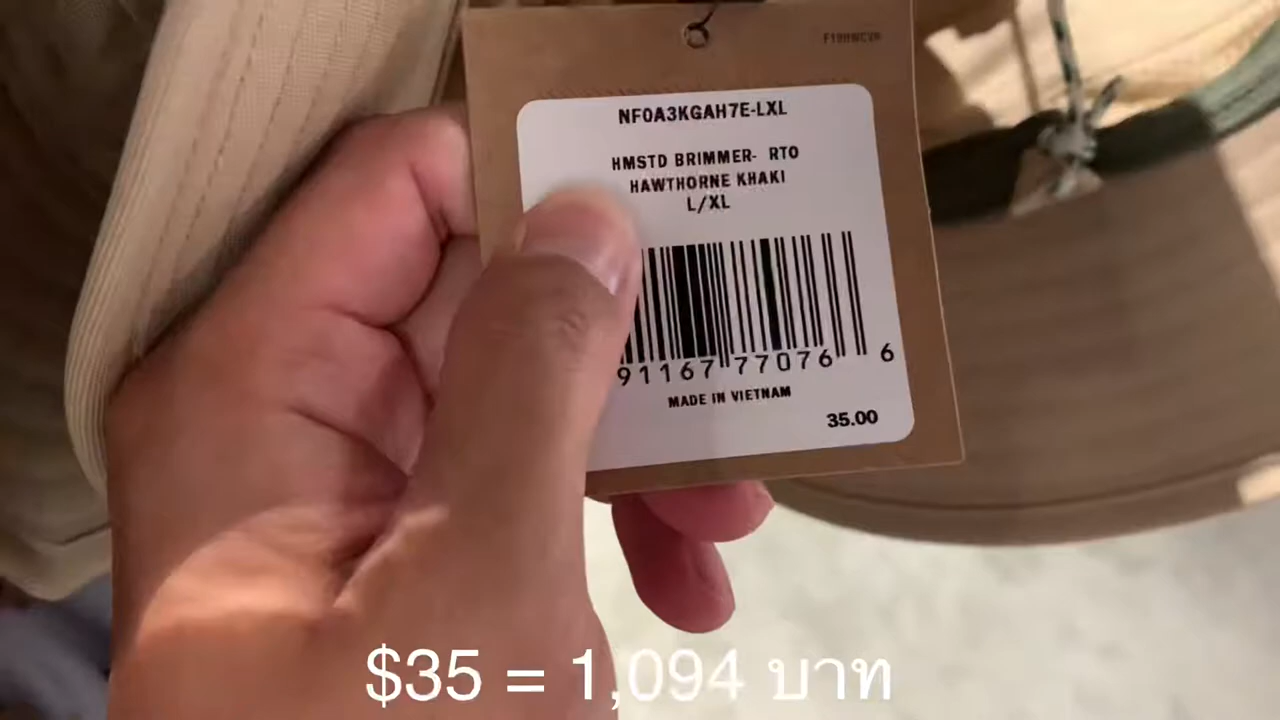 NF0A3KGAH7E-LXL
HMSTD BRIMMER- RTO
HAWTHORNE KHAKI
L/XL
91167 77076 6
MADE IN VIETNAM
35.00
$35 = 1,094 บาท